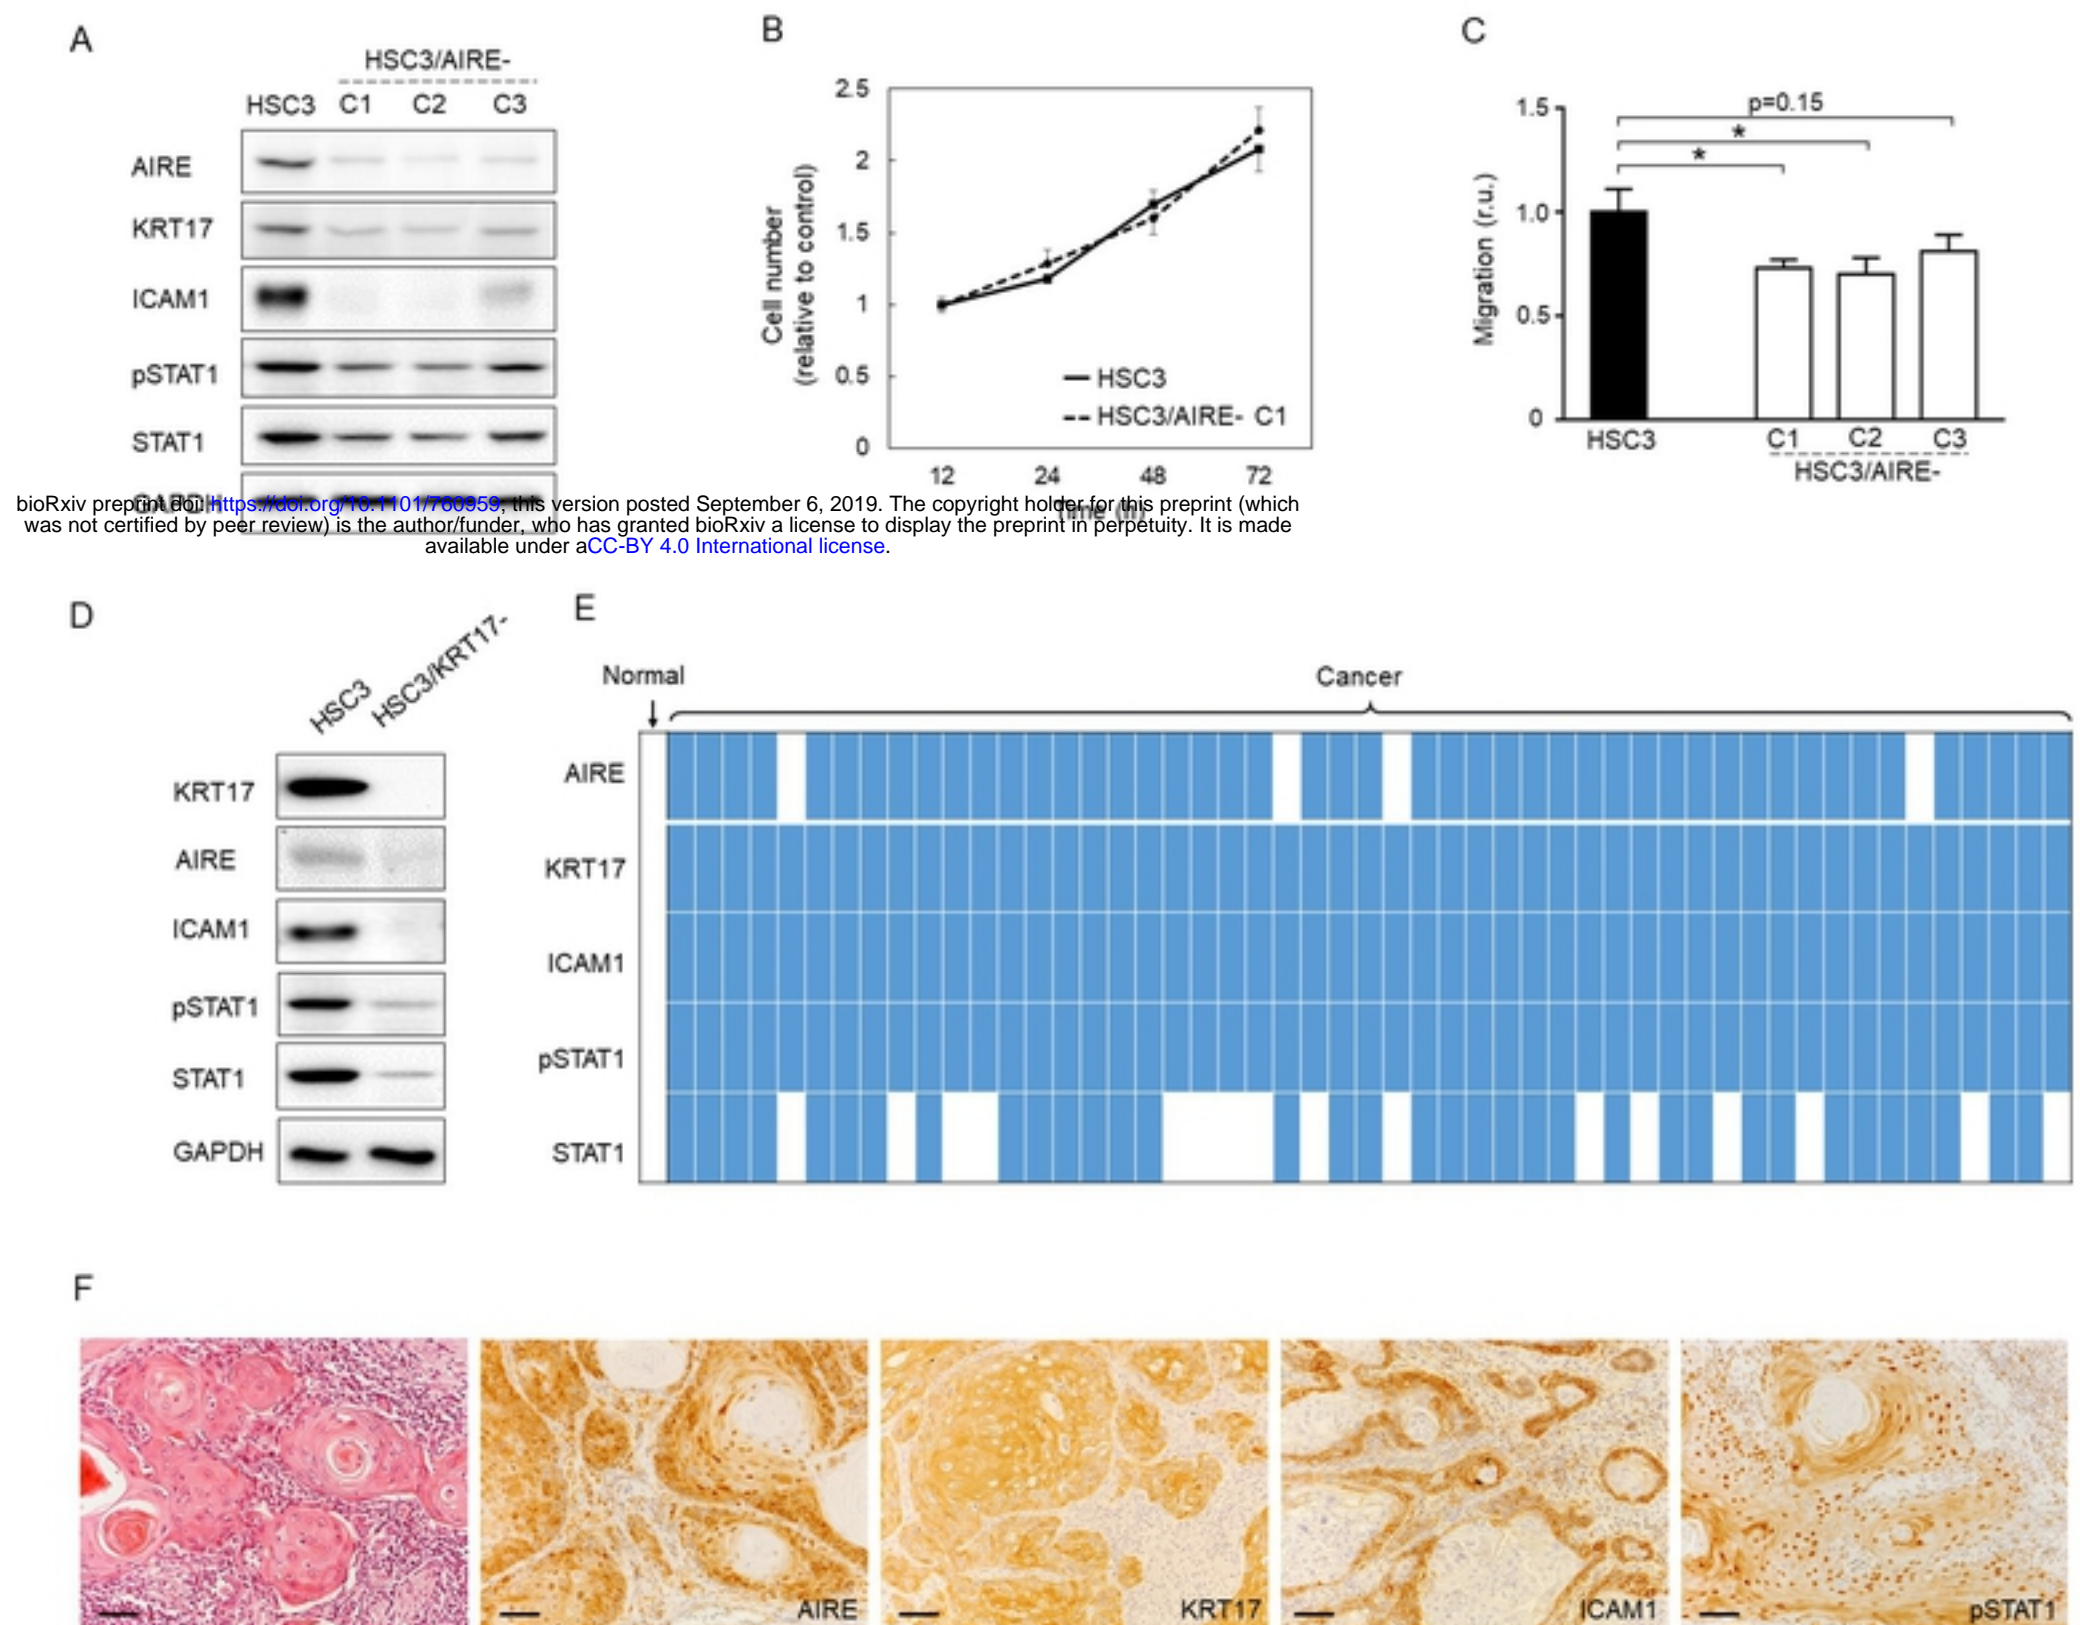 A
HSC3/AIRE-
HSC3 C1 C2 C3
AIRE
KRT17
ICAM1
pSTAT1
STAT1
GAPDH
B
Cell number
(relative to control)
2.5
2
1.5
1
0.5
0
HSC3
HSC3/AIRE- C1
12 24 48 72
Time (h)
C
Migration (r.u.)
1.5
1.0
0.5
0
p=0.15
*
*
HSC3 C1 C2 C3
HSC3/AIRE-
bioRxiv preprint doi: https://doi.org/10.1101/760959; this version posted September 6, 2019. The copyright holder for this preprint (which
was not certified by peer review) is the author/funder, who has granted bioRxiv a license to display the preprint in perpetuity. It is made
available under aCC-BY 4.0 International license.
D
HSC3 HSC3/KRT17-
KRT17
AIRE
ICAM1
pSTAT1
STAT1
GAPDH
E
Normal Cancer
AIRE
KRT17
ICAM1
pSTAT1
STAT1
F
AIRE KRT17 ICAM1 pSTAT1